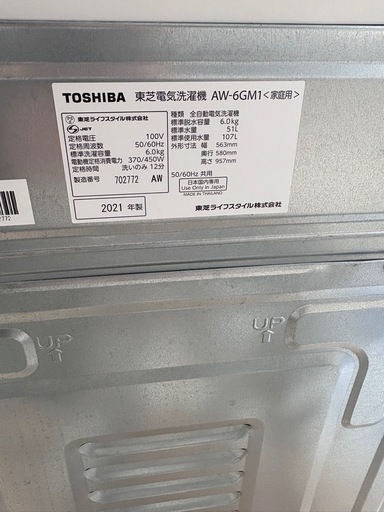 TOSHIBA 東芝電気洗濯機 AW-6GM1<家庭用>
東芝ライフスタイル株式会社
JET
定格電圧 100V
定格周波数 50/60Hz
標準洗濯容量 6.0kg
電動機定格消費電力 370/450W
定格時間 洗いのみ 12分
製造番号 702772 AW
種類 全自動電気洗濯機
標準脱水容量 6.0kg
標準水量 51L
標準使用水量 107L
外形寸法 幅 563mm
奥行 580mm
高さ 957mm
50/60Hz 共用
日本国内専用
Use Only in Japan
MADE IN THAILAND
2021 年製
東芝ライフスタイル株式会社
2772
UP
UP